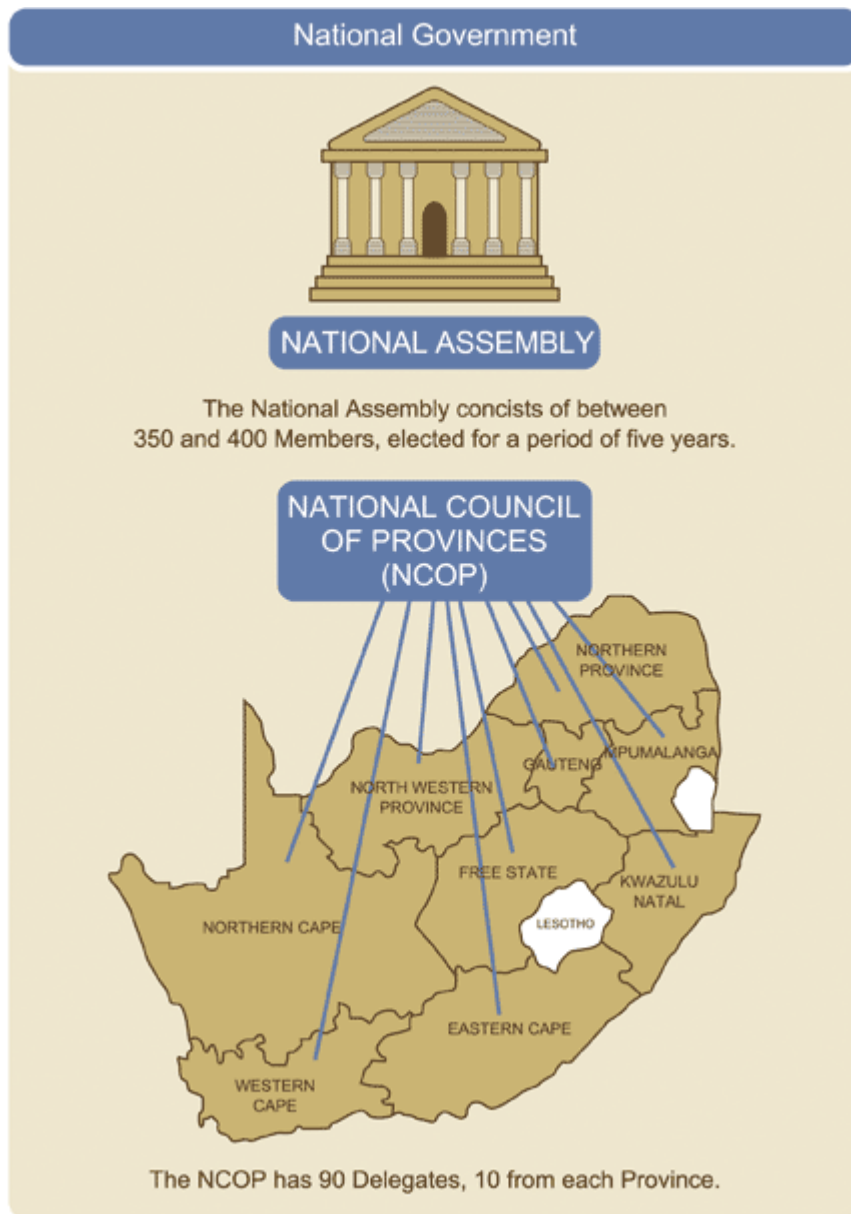 National Government
NATIONAL ASSEMBLY
The National Assembly concists of between
350 and 400 Members, elected for a period of five years.
NATIONAL COUNCIL
OF PROVINCES
(NCOP)
NORTHERN
PROVINCE
MPUMALANGA
GAUTENG
NORTH WESTERN
PROVINCE
FREE STATE
KWAZULU
NATAL
LESOTHO
NORTHERN CAPE
EASTERN CAPE
WESTERN
CAPE
The NCOP has 90 Delegates, 10 from each Province.